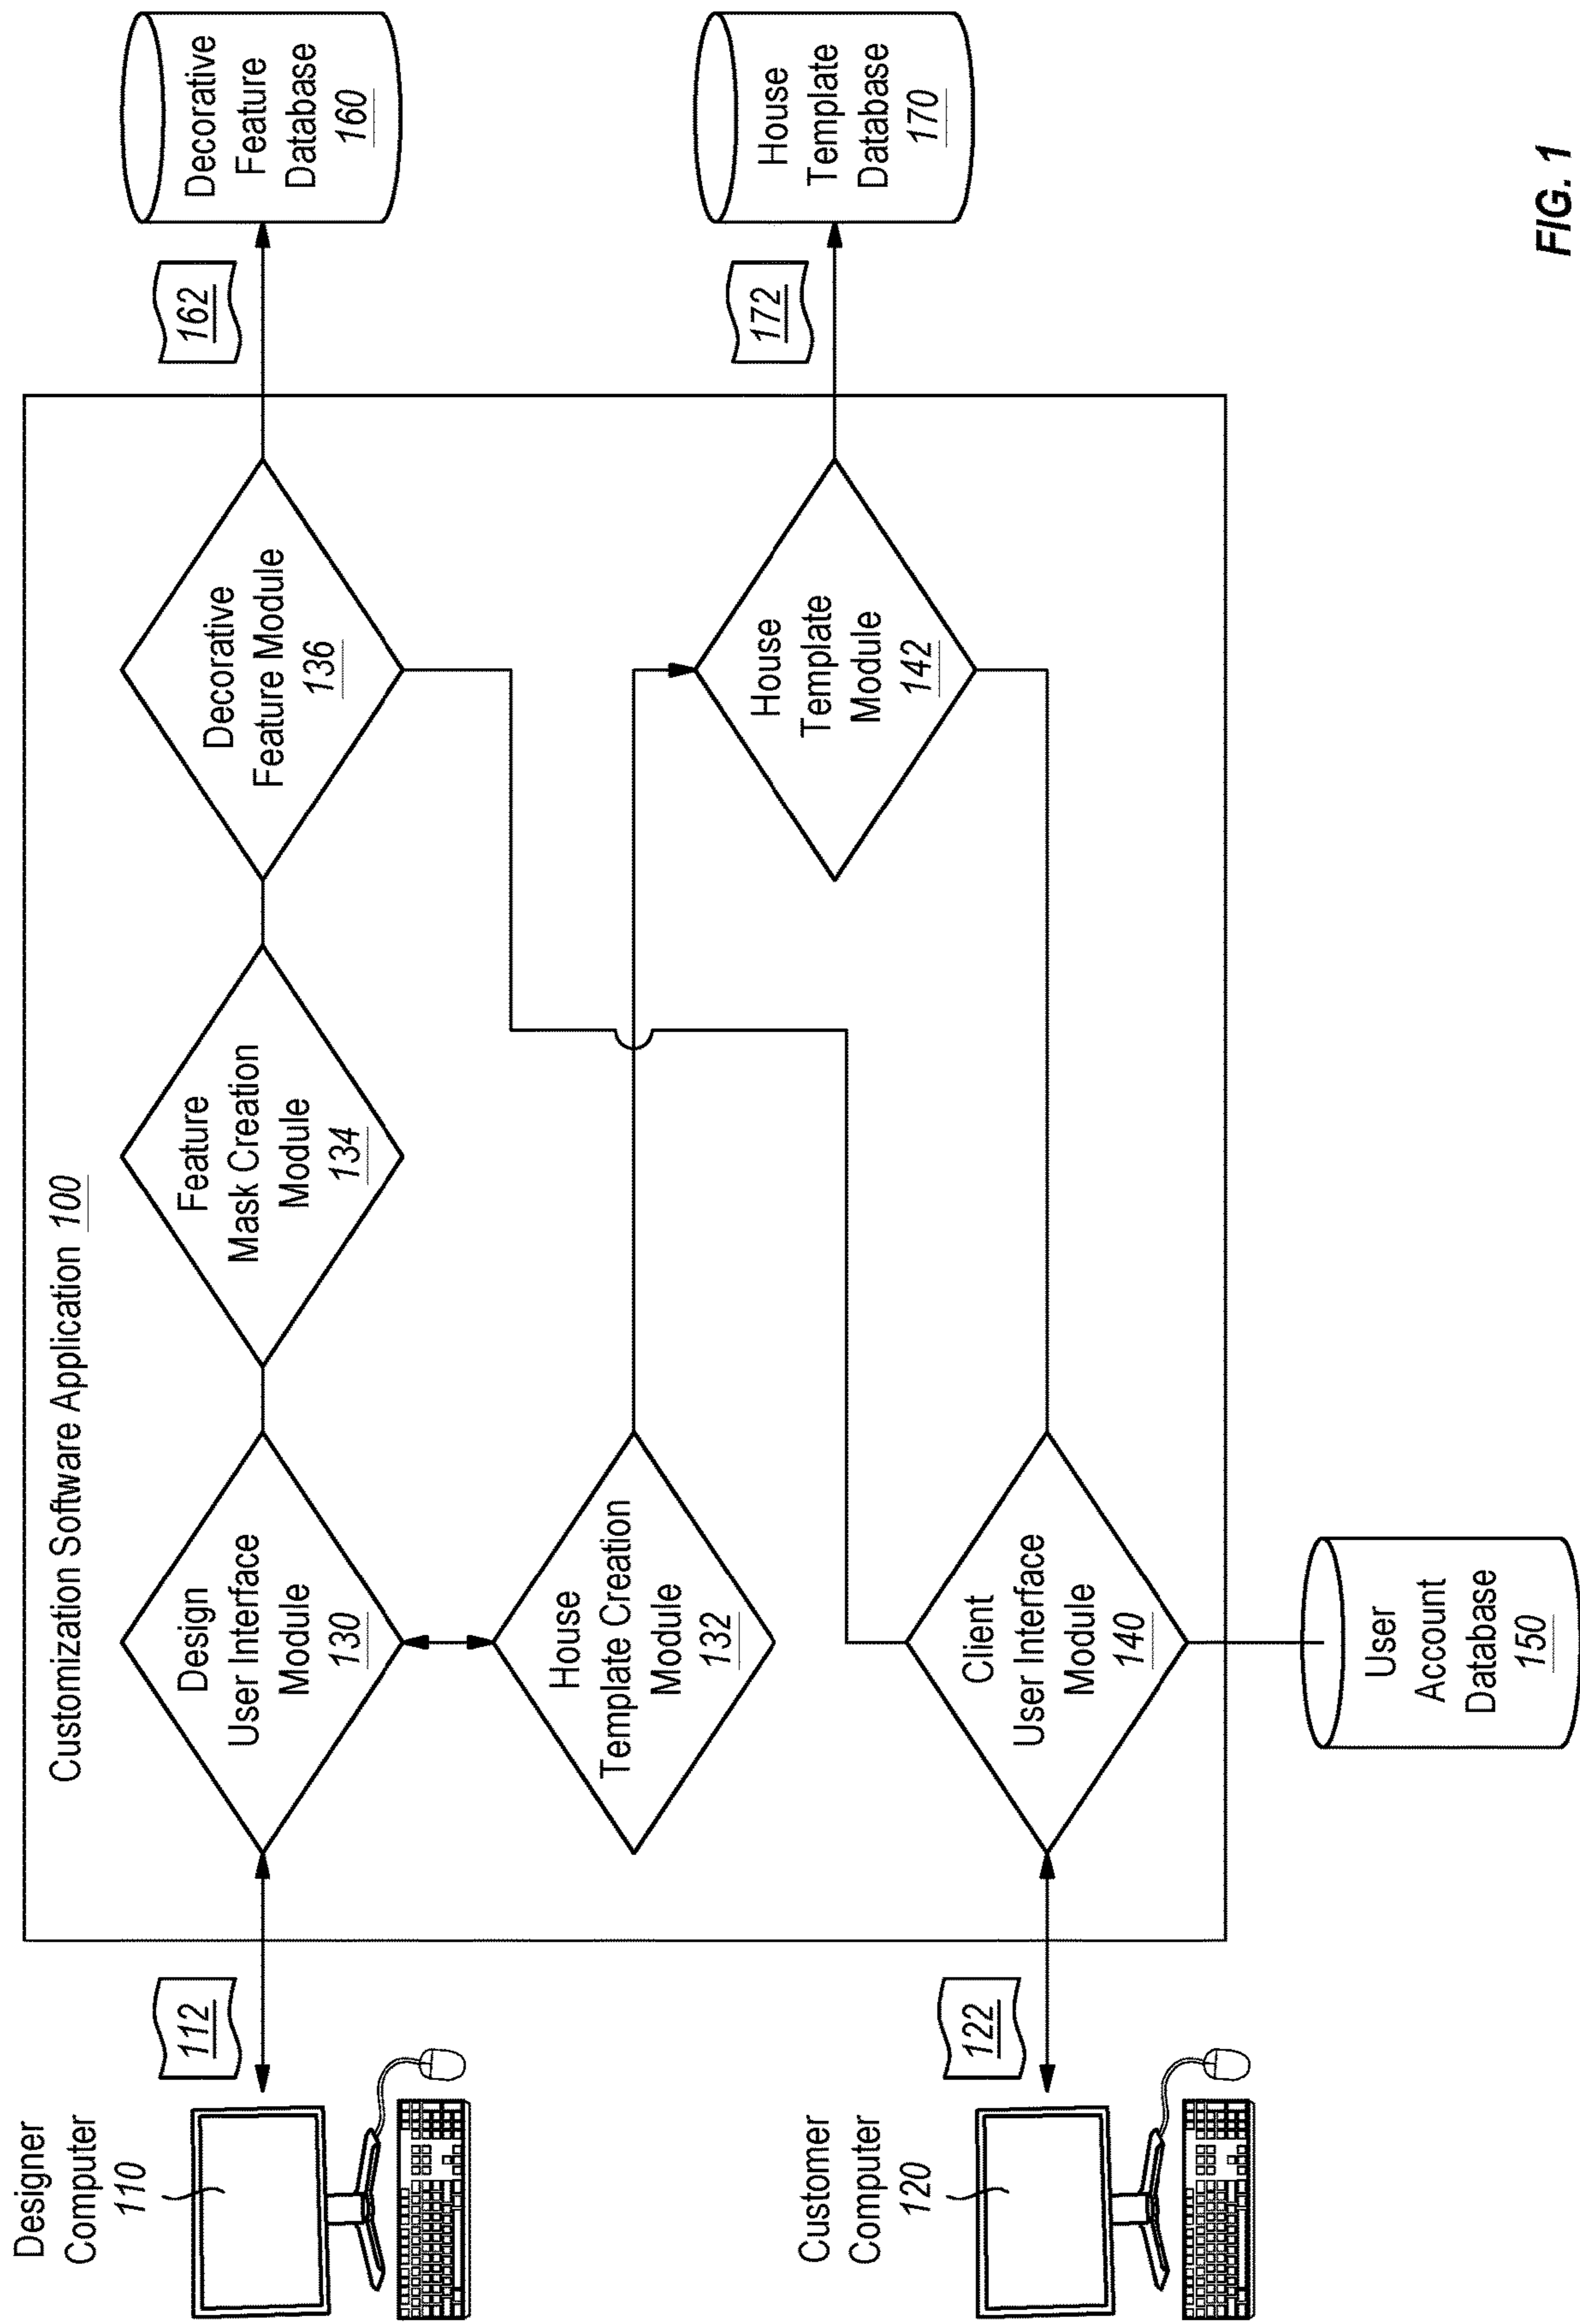 Customization Software Application 100
Designer
Computer
110
112
Design
User Interface
Module
130
Feature
Mask Creation
Module
134
Decorative
Feature Module
136
162
Decorative
Feature
Database
160
House
Template Creation
Module
132
House
Template
Module
142
172
House
Template
Database
170
Customer
Computer
120
122
Client
User Interface
Module
140
User
Account
Database
150
FIG. 1